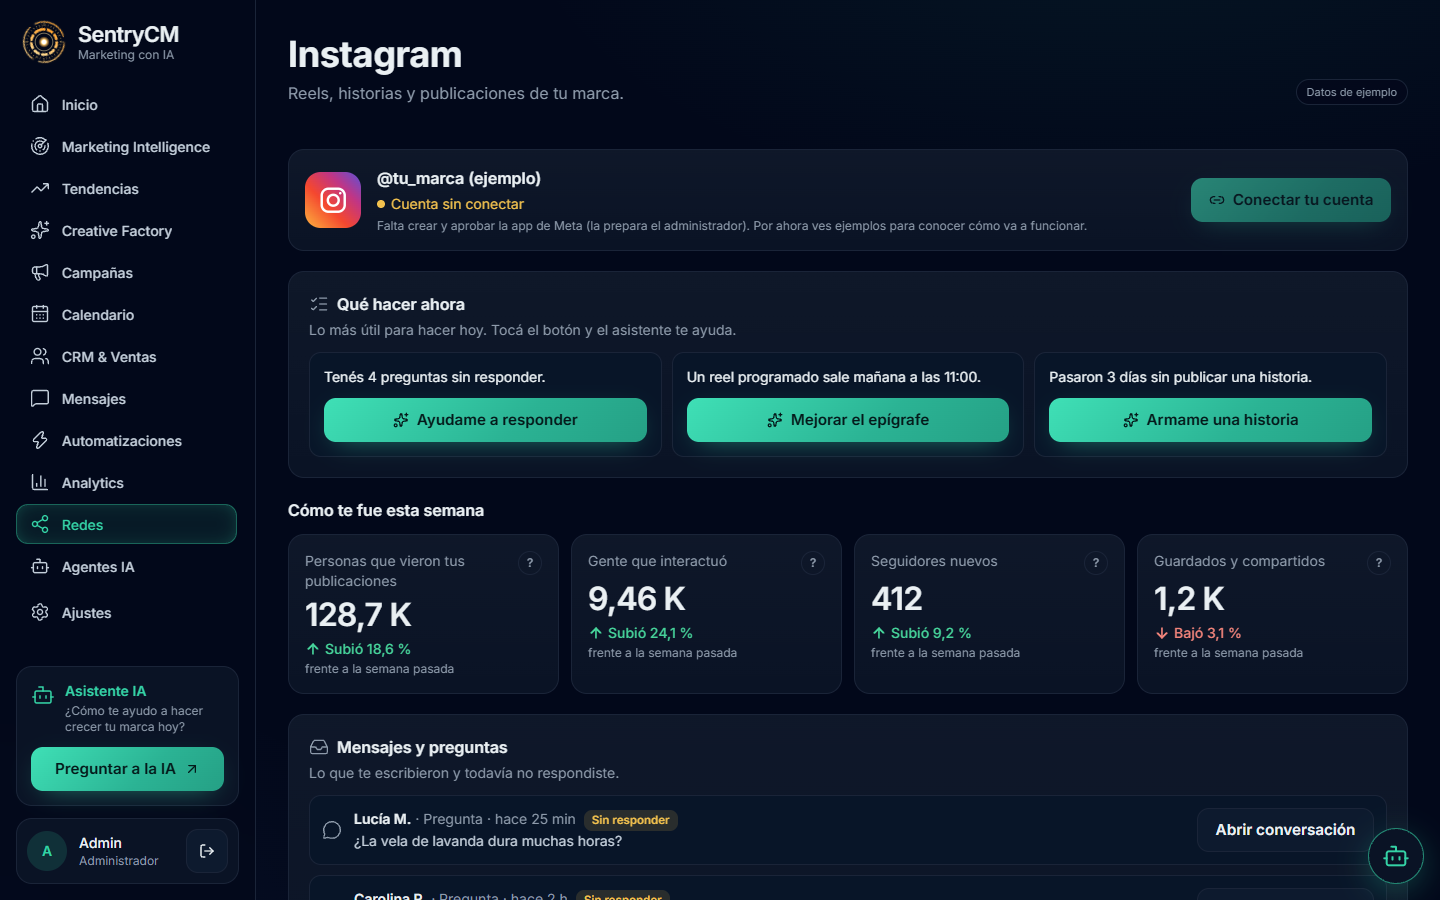 SentryCM
Marketing con IA
Inicio
Marketing Intelligence
Tendencias
Creative Factory
Campañas
Calendario
CRM & Ventas
Mensajes
Automatizaciones
Analytics
Redes
Agentes IA
Ajustes
Asistente IA
¿Cómo te ayudo a hacer
crecer tu marca hoy?
Preguntar a la IA
A
Admin
Administrador
Instagram
Reels, historias y publicaciones de tu marca.
Datos de ejemplo
@tu_marca (ejemplo)
Cuenta sin conectar
Falta crear y aprobar la app de Meta (la prepara el administrador). Por ahora ves ejemplos para conocer cómo va a funcionar.
Conectar tu cuenta
Qué hacer ahora
Lo más útil para hacer hoy. Tocá el botón y el asistente te ayuda.
Tenés 4 preguntas sin responder.
Ayudame a responder
Un reel programado sale mañana a las 11:00.
Mejorar el epígrafe
Pasaron 3 días sin publicar una historia.
Armame una historia
Cómo te fue esta semana
Personas que vieron tus
publicaciones
?
128,7 K
Subió 18,6 %
frente a la semana pasada
Gente que interactuó
?
9,46 K
Subió 24,1 %
frente a la semana pasada
Seguidores nuevos
?
412
Subió 9,2 %
frente a la semana pasada
Guardados y compartidos
?
1,2 K
Bajó 3,1 %
frente a la semana pasada
Mensajes y preguntas
Lo que te escribieron y todavía no respondiste.
Lucía M. · Pregunta · hace 25 min Sin responder
¿La vela de lavanda dura muchas horas?
Abrir conversación
Carolina P. · Pregunta · hace 2 h Sin responder